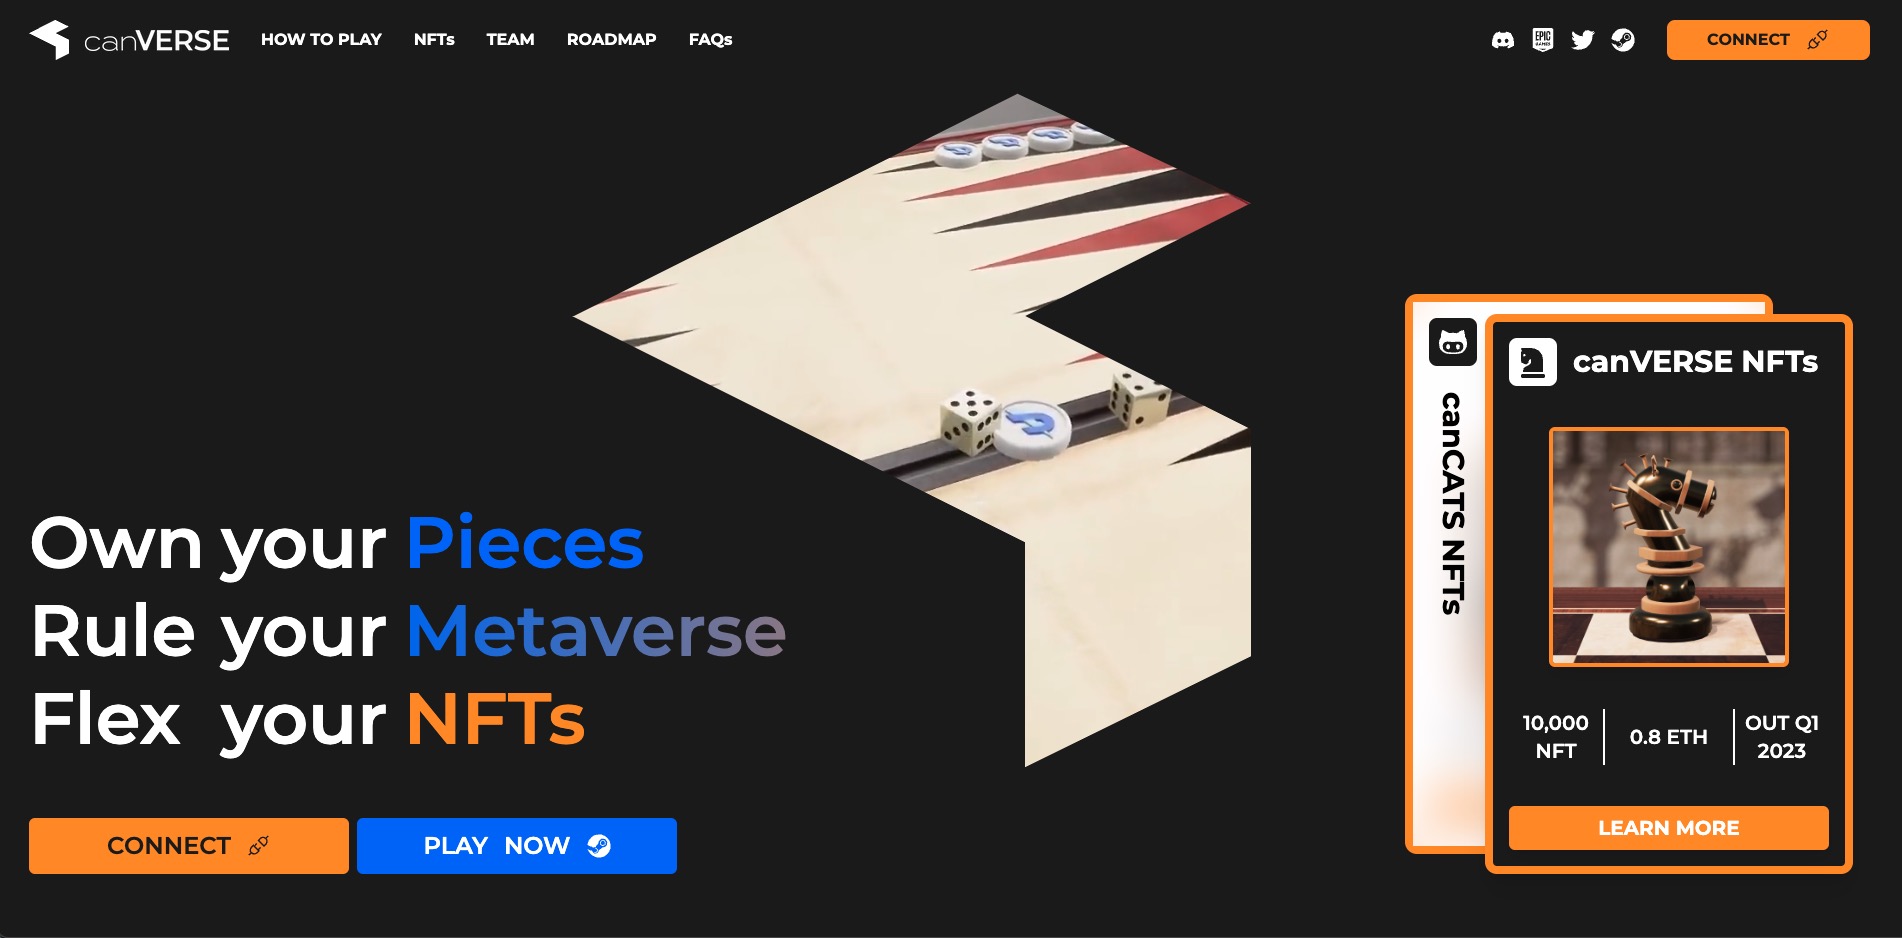 canVERSE
HOW TO PLAY
NFTs
TEAM
ROADMAP
FAQs
EPIC
GAMES
CONNECT
Own your Pieces
Rule your Metaverse
Flex your NFTs
CONNECT
PLAY NOW
canCATS NFTs
canVERSE NFTs
10,000
NFT
0.8 ETH
OUT Q1
2023
LEARN MORE